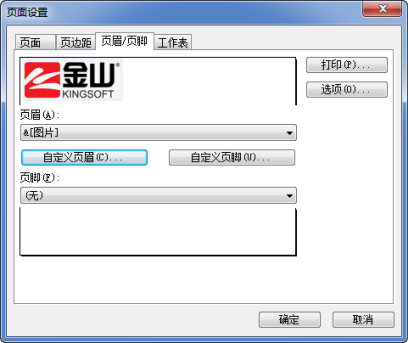 页面设置
页面 页边距 页眉/页脚 工作表
金山
KINGSOFT
打印(P)...
选项(O)...
页眉(A):
&[图片]
自定义页眉(C)... 自定义页脚(U)...
页脚(F):
(无)
确定 取消